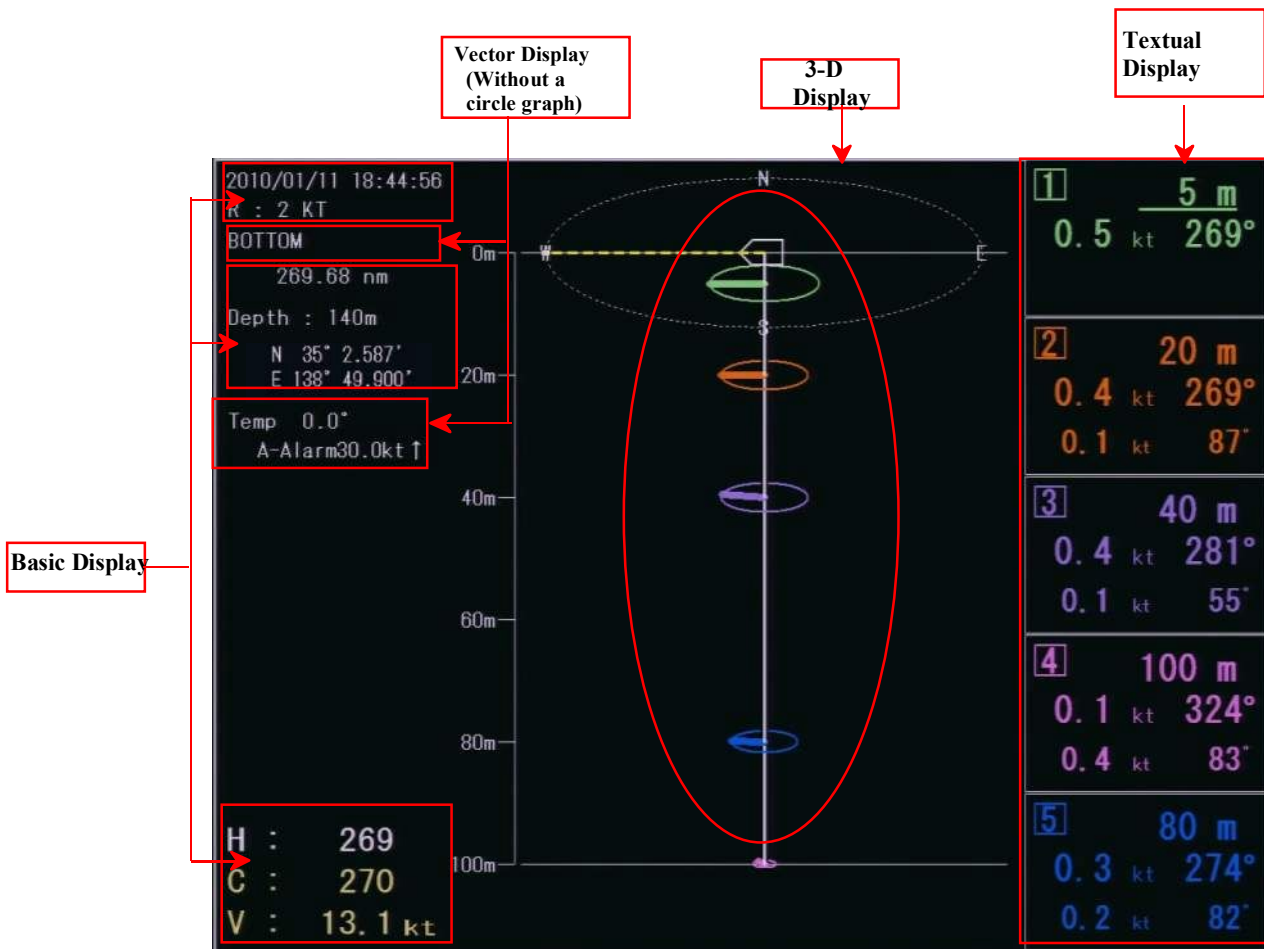 Vector Display
(Without a
circle graph)
3-D
Display
Textual
Display
Basic Display
2010/01/11 18:44:56
R : 2 KT
BOTTOM
269.68 nm
Depth : 140m
N 35° 2.587'
E 138° 49.900'
Temp 0.0°
A-Alarm30.0kt↑
H : 269
C : 270
V : 13.1 kt
N
W
E
S
0m
20m
40m
60m
80m
100m
1 5 m
0.5 kt 269°
2 20 m
0.4 kt 269°
0.1 kt 87°
3 40 m
0.4 kt 281°
0.1 kt 55°
4 100 m
0.1 kt 324°
0.4 kt 83°
5 80 m
0.3 kt 274°
0.2 kt 82°